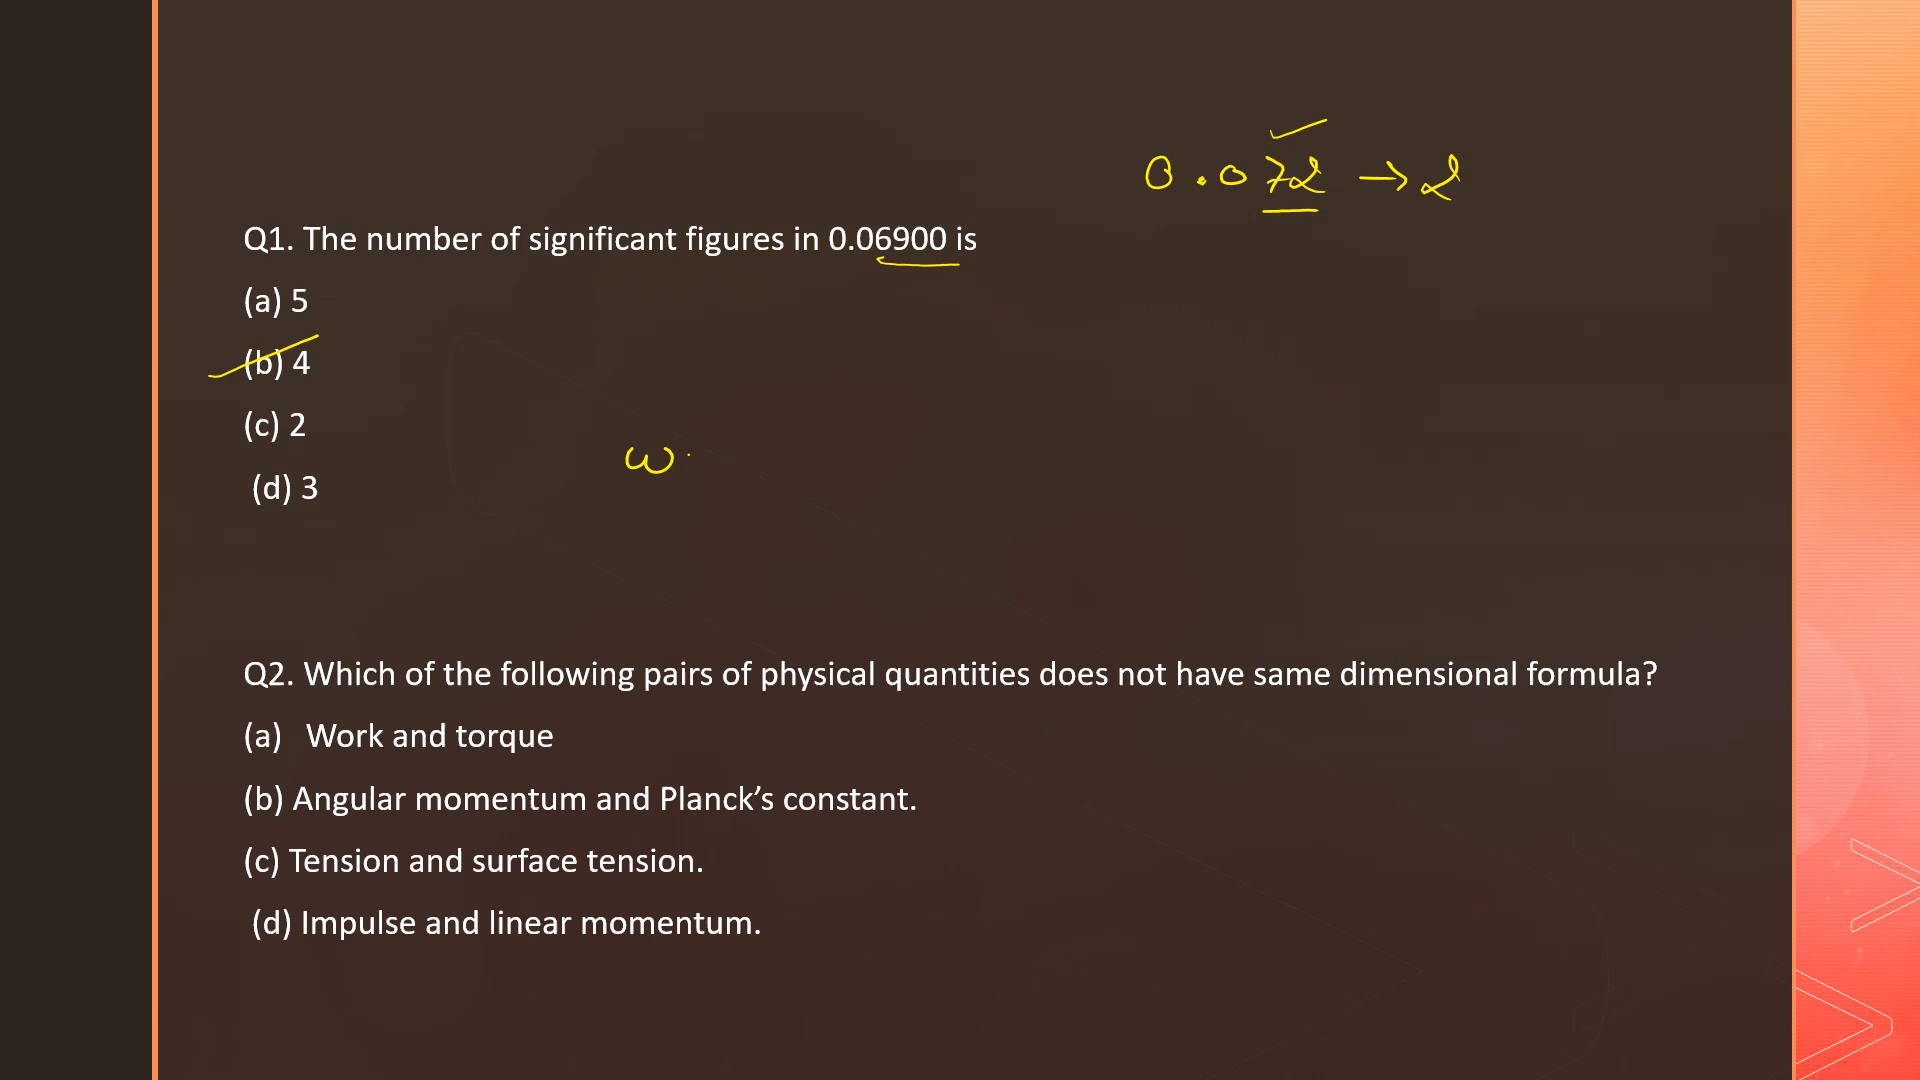 0.072 → 2
Q1. The number of significant figures in 0.06900 is
(a) 5
(b) 4
(c) 2
ω
(d) 3
Q2. Which of the following pairs of physical quantities does not have same dimensional formula?
(a) Work and torque
(b) Angular momentum and Planck’s constant.
(c) Tension and surface tension.
(d) Impulse and linear momentum.